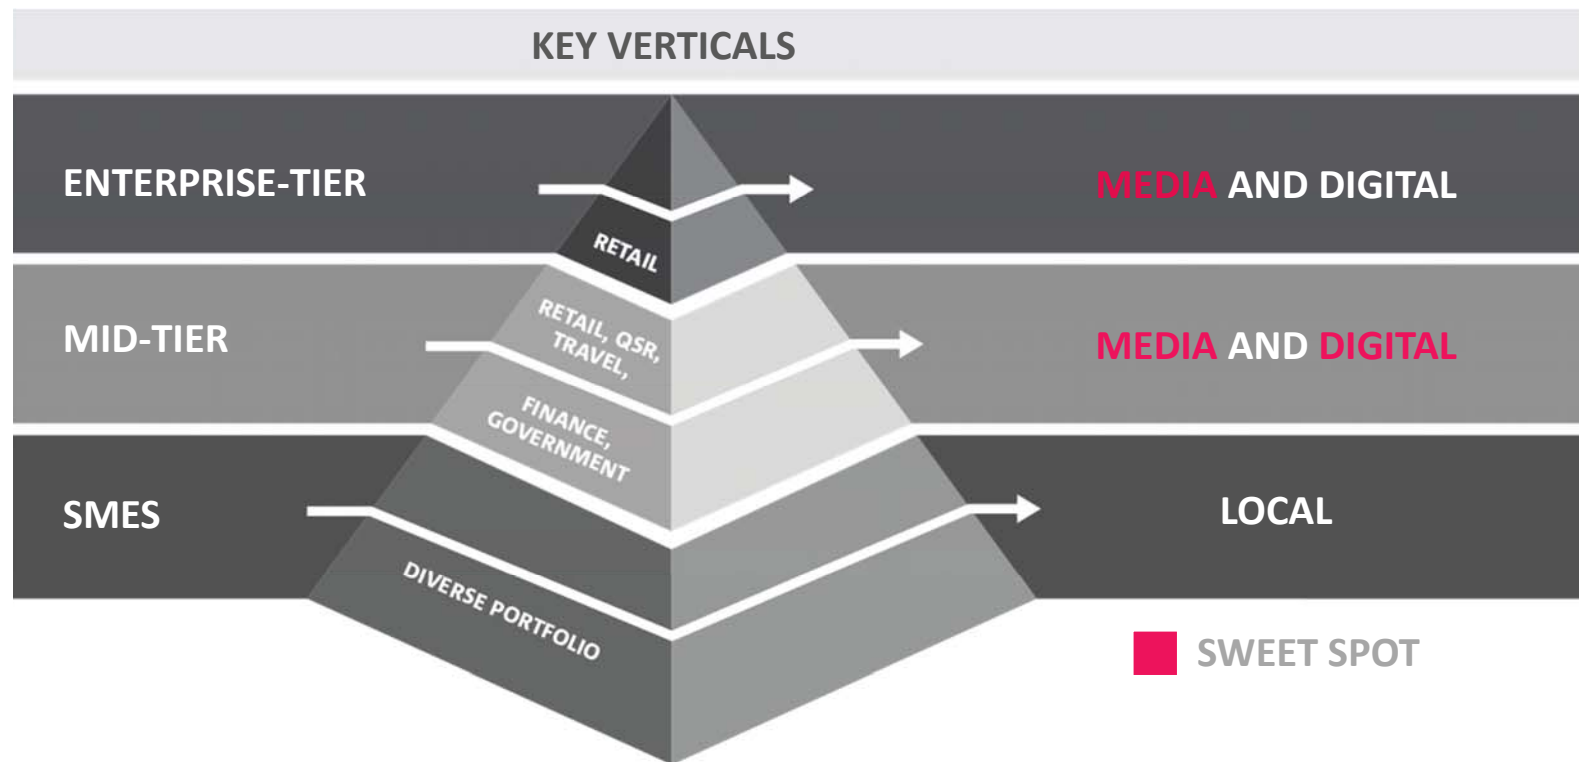 KEY VERTICALS
ENTERPRISE-TIER
RETAIL
MEDIA AND DIGITAL
MID-TIER
RETAIL, QSR,
TRAVEL,
FINANCE,
GOVERNMENT
MEDIA AND DIGITAL
SMES
DIVERSE PORTFOLIO
LOCAL
SWEET SPOT